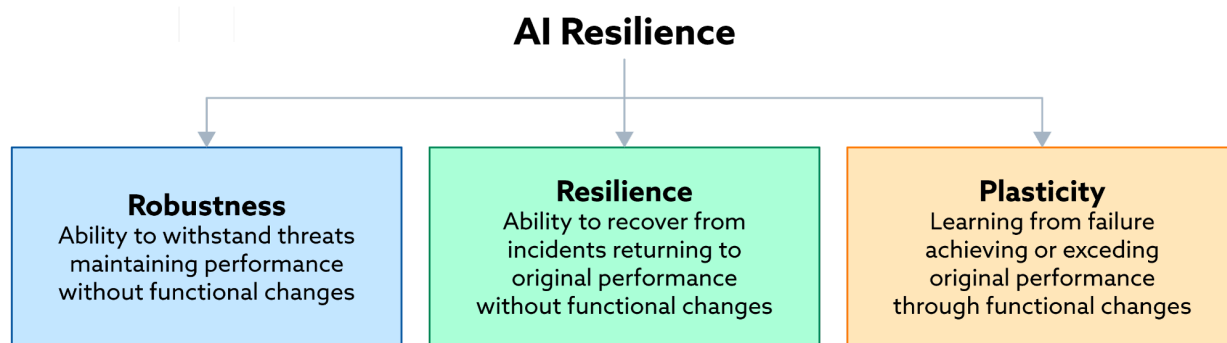 AI Resilience
Robustness
Ability to withstand threats
maintaining performance
without functional changes
Resilience
Ability to recover from
incidents returning to
original performance
without functional changes
Plasticity
Learning from failure
achieving or exceding
original performance
through functional changes